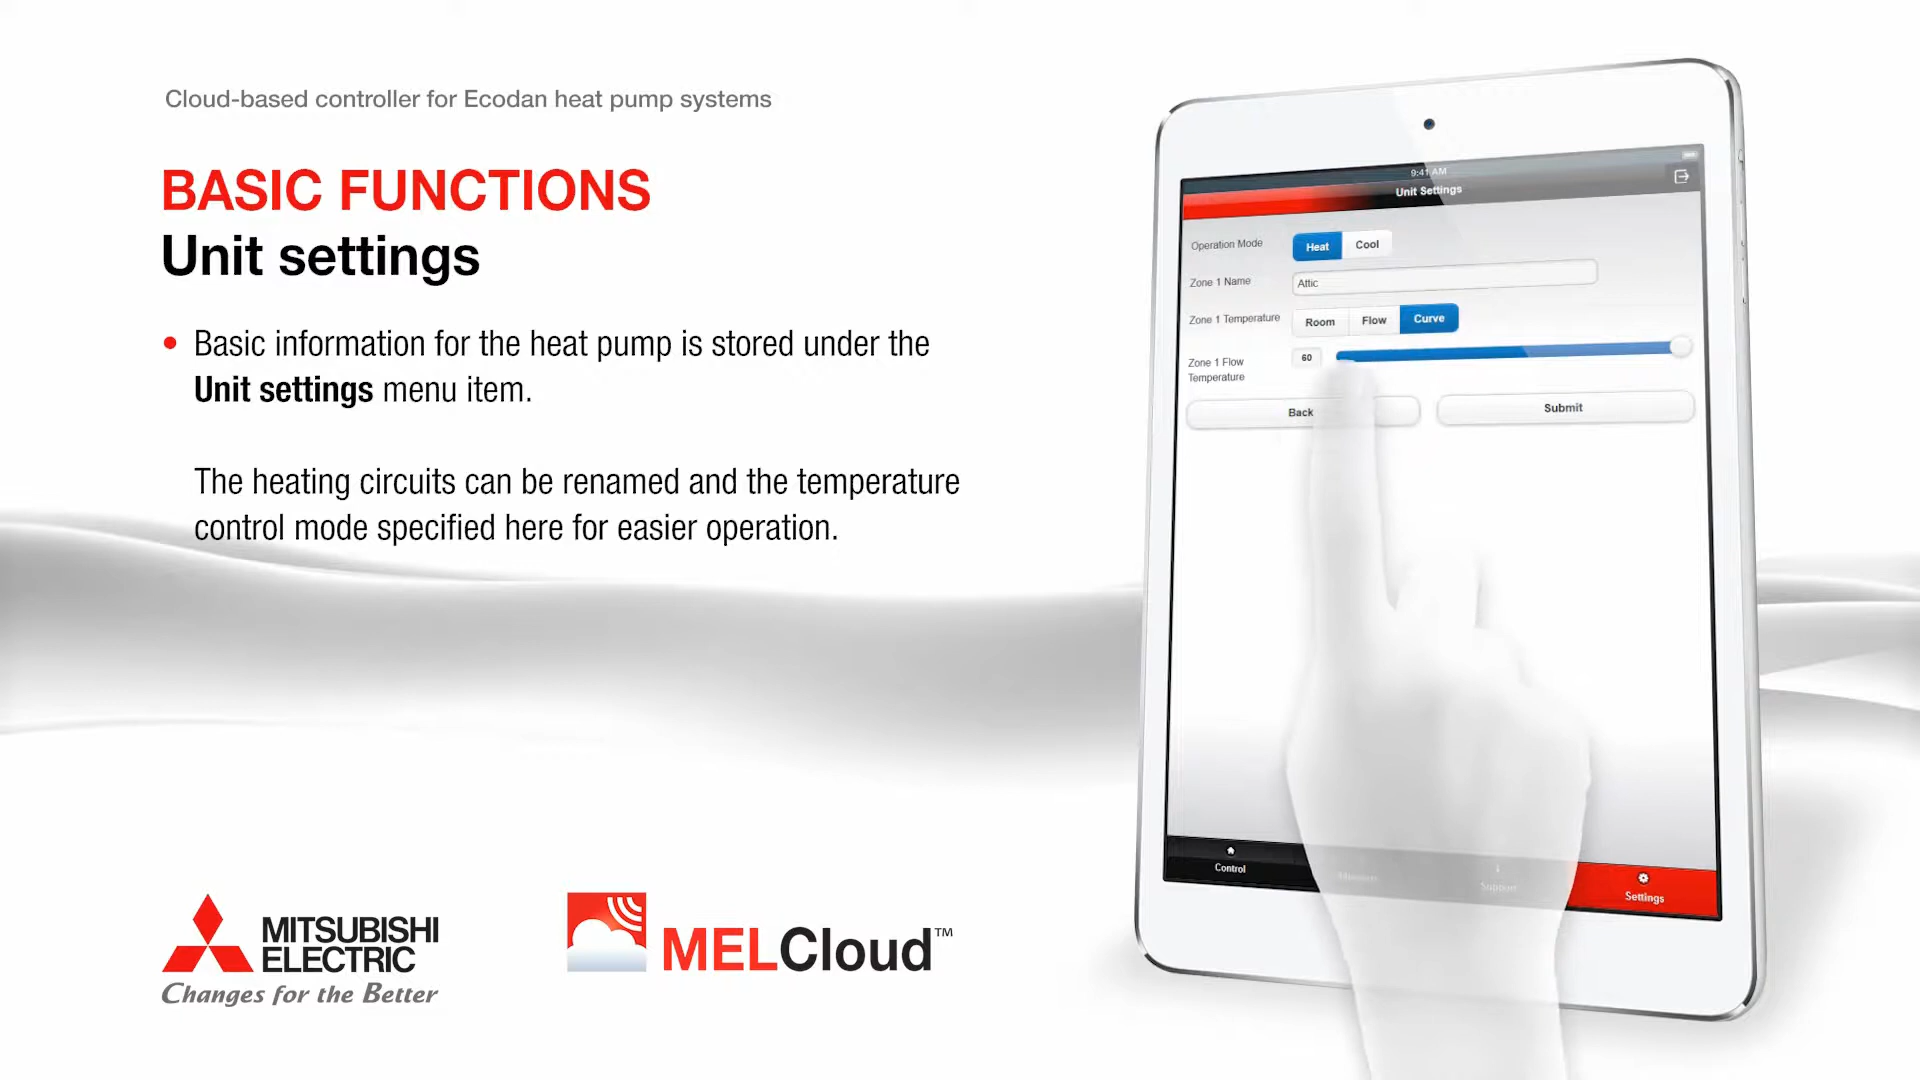 Cloud-based controller for Ecodan heat pump systems
BASIC FUNCTIONS
Unit settings
• Basic information for the heat pump is stored under the
Unit settings menu item.
The heating circuits can be renamed and the temperature
control mode specified here for easier operation.
MITSUBISHI
ELECTRIC
Changes for the Better
MELCloud™
9:41 AM
Unit Settings
Operation Mode
Heat
Cool
Zone 1 Name
Attic
Zone 1 Temperature
Room
Flow
Curve
Zone 1 Flow
Temperature
60
Back
Submit
Control
Support
Settings